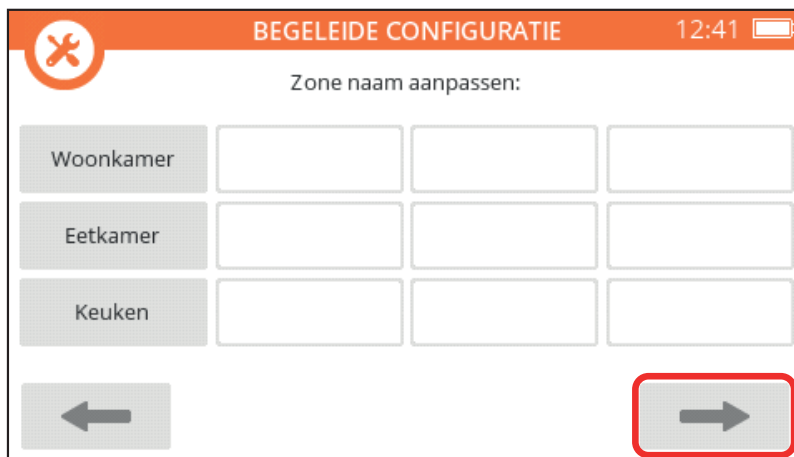 BEGELEIDE CONFIGURATIE 12:41
Zone naam aanpassen:
Woonkamer
Eetkamer
Keuken